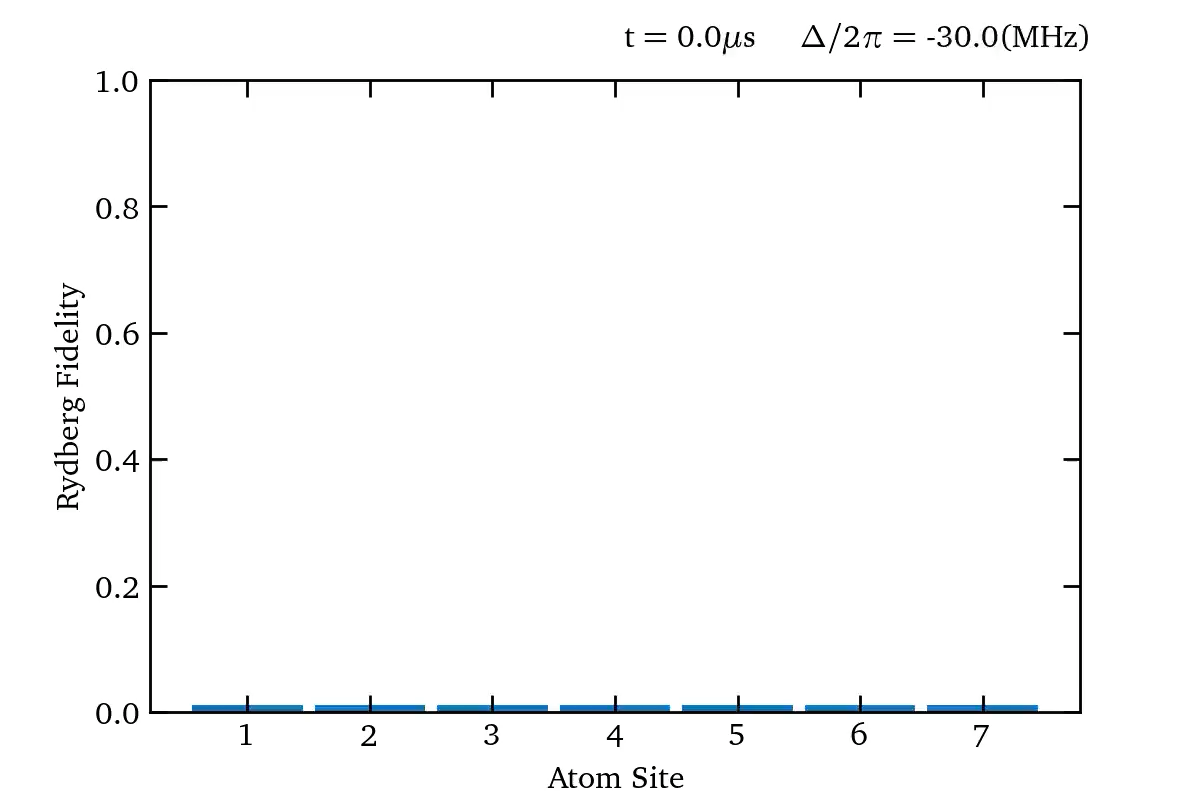 t = 0.0μs Δ/2π = -30.0(MHz)
1.0
0.8
0.6
0.4
0.2
0.0
Rydberg Fidelity
1 2 3 4 5 6 7
Atom Site